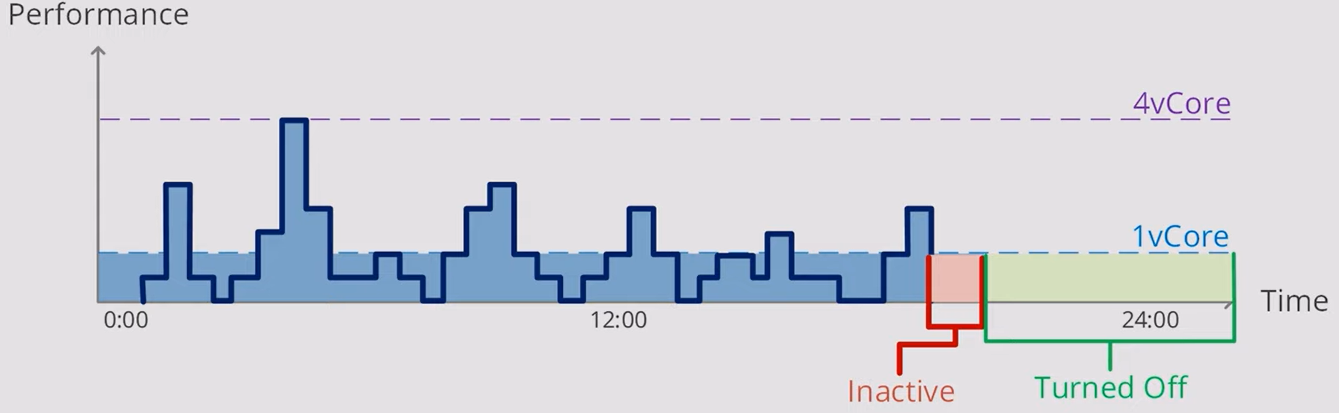 Performance
4vCore
1vCore
0:00
12:00
24:00
Time
Inactive
Turned Off